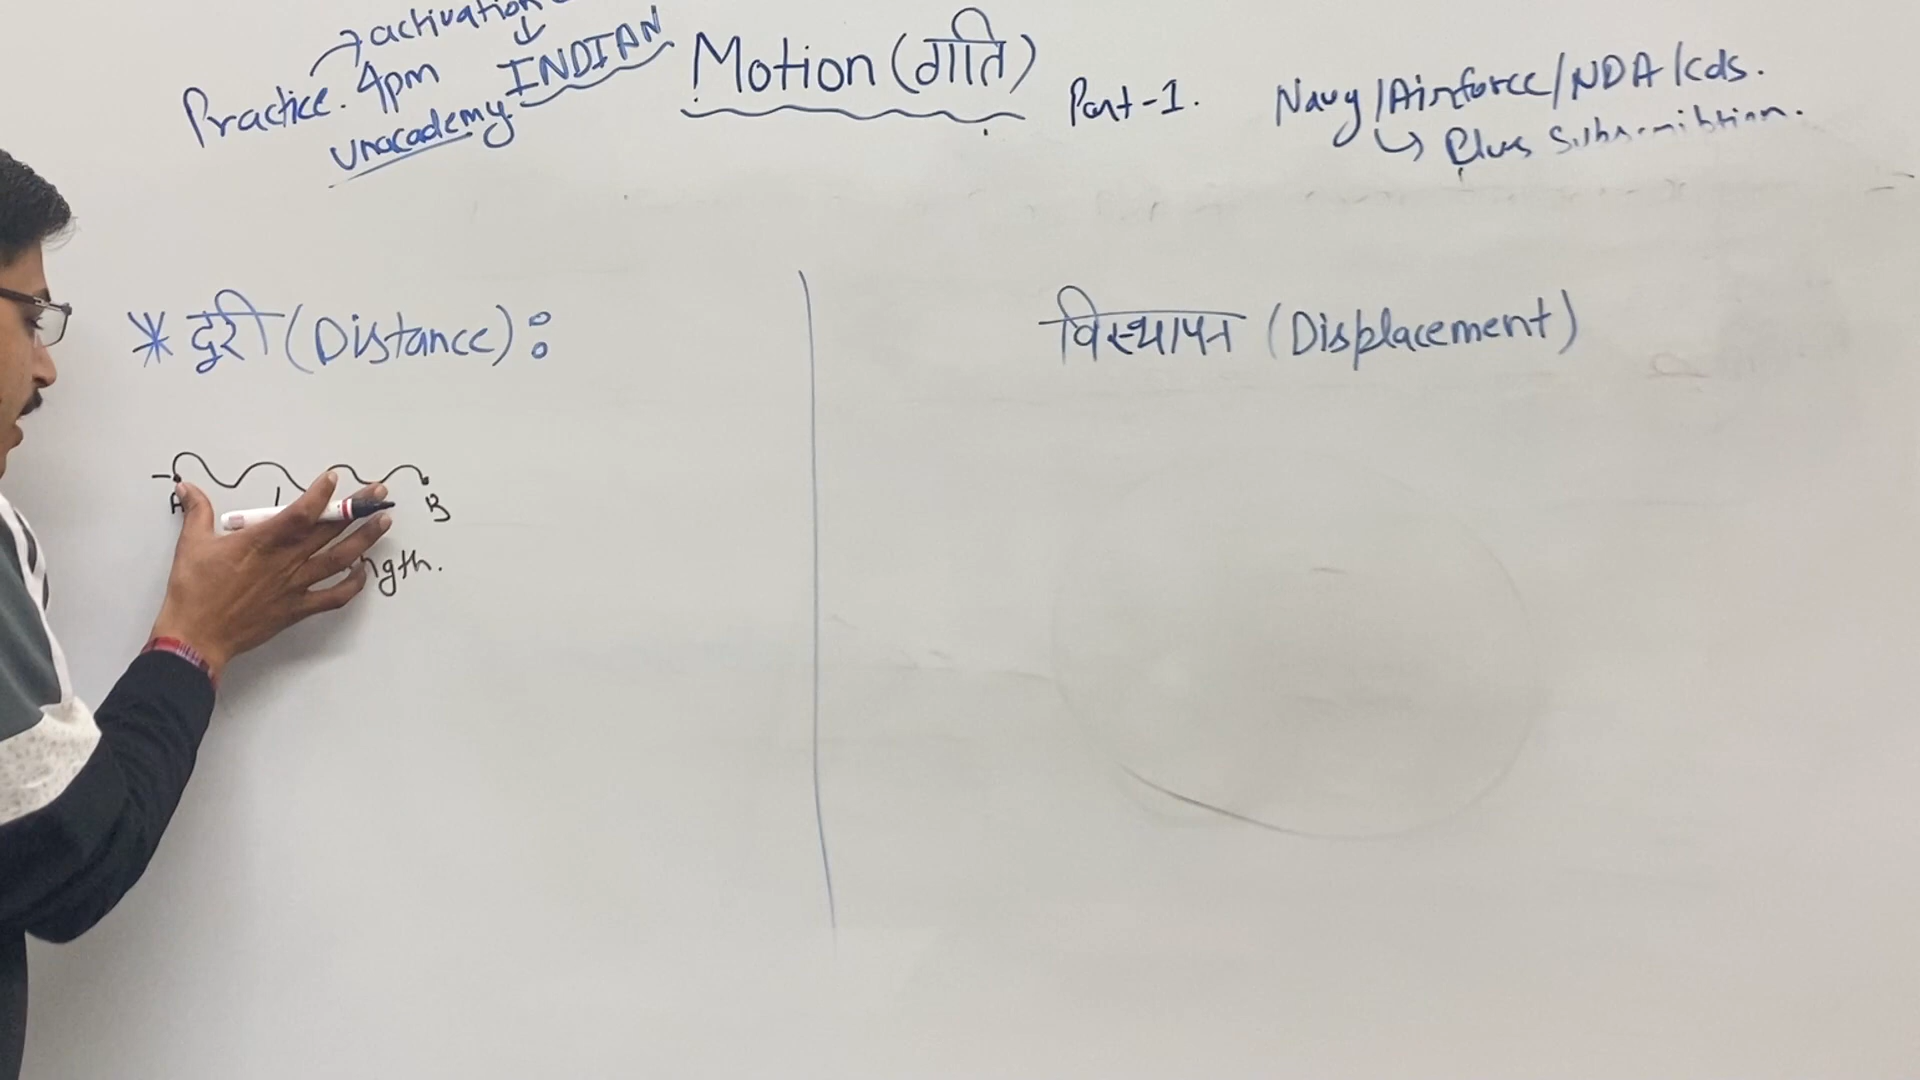 activation
Practice. 4pm INDIAN
unacademy.
Motion (गति)
Part-1.
Navy/Airforce/NDA/cds.
Plus
* दुरी (Distance) :
विस्थापन (Displacement)
A B